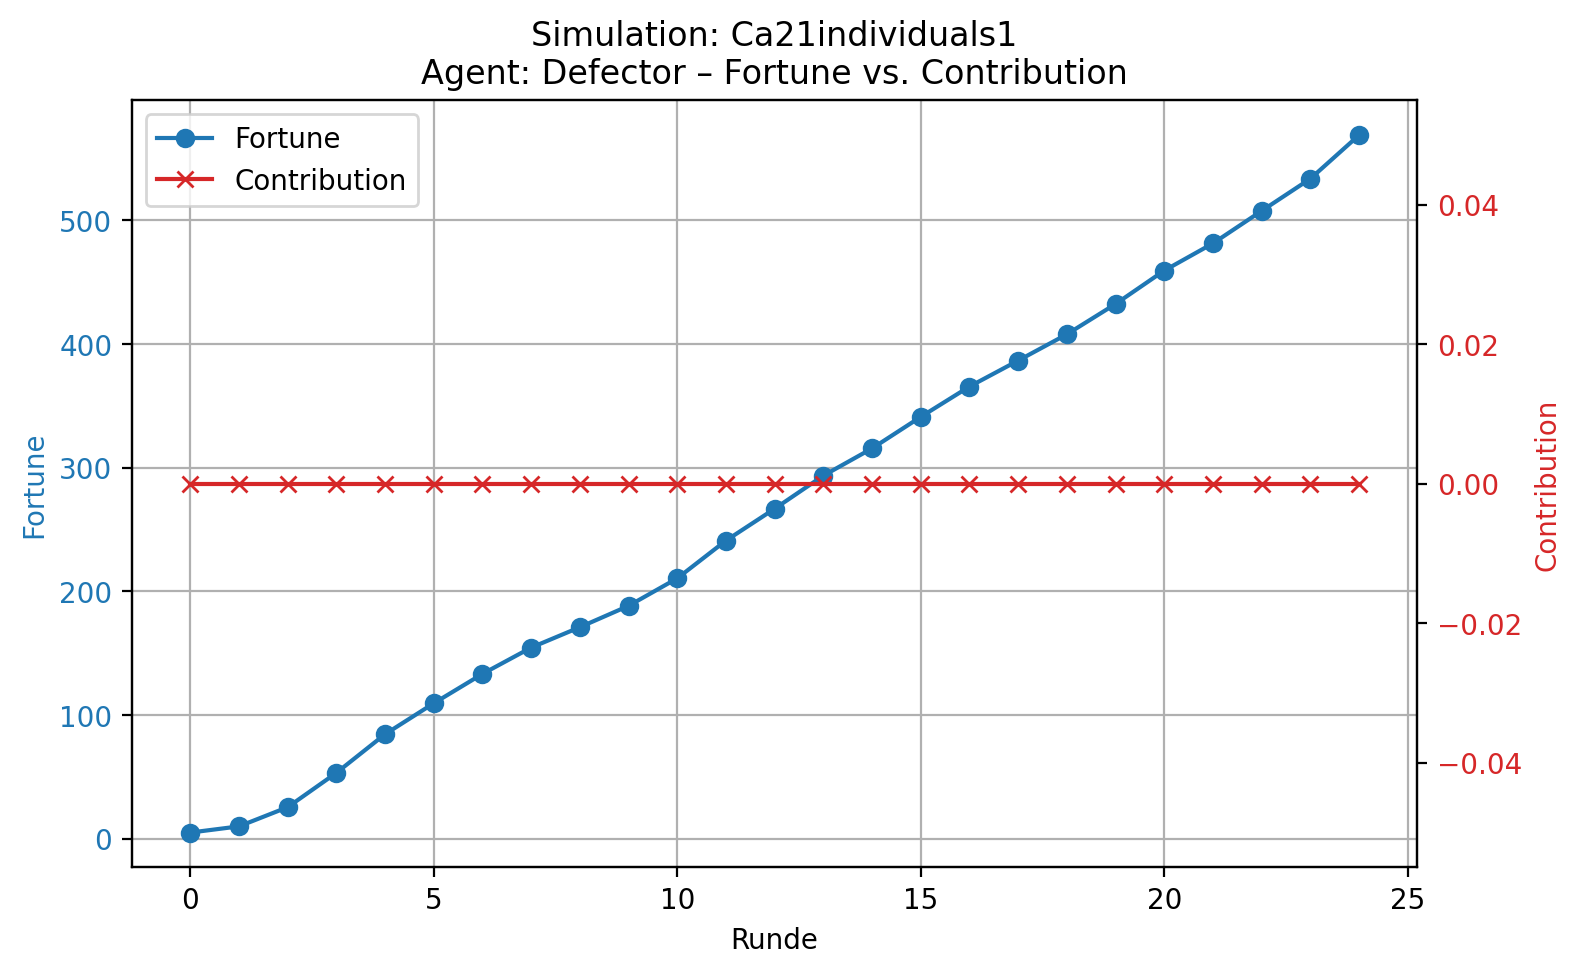 Simulation: Ca21individuals1
Agent: Defector – Fortune vs. Contribution
Fortune
Contribution
500
400
300
200
100
0
Fortune
0.04
0.02
0.00
−0.02
−0.04
Contribution
0 5 10 15 20 25
Runde